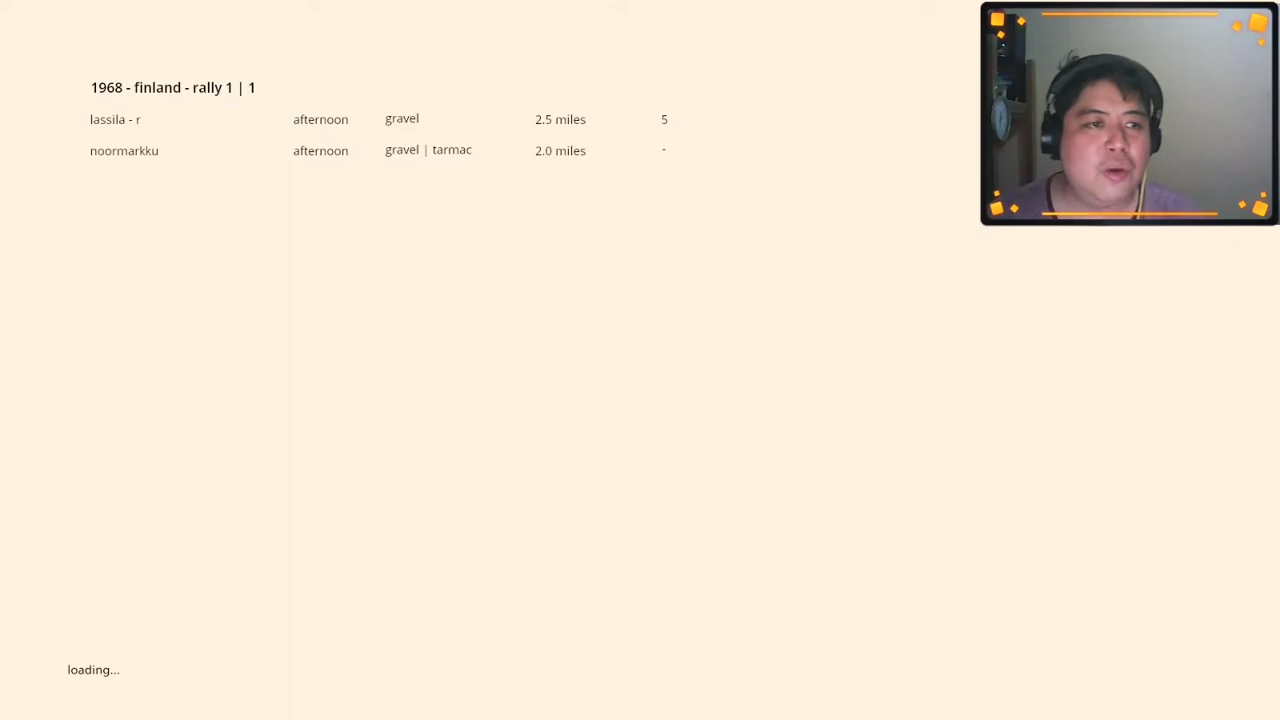 1968 - finland - rally 1 | 1
lassila - r afternoon gravel 2.5 miles 5
noormarkku afternoon gravel | tarmac 2.0 miles -
loading...